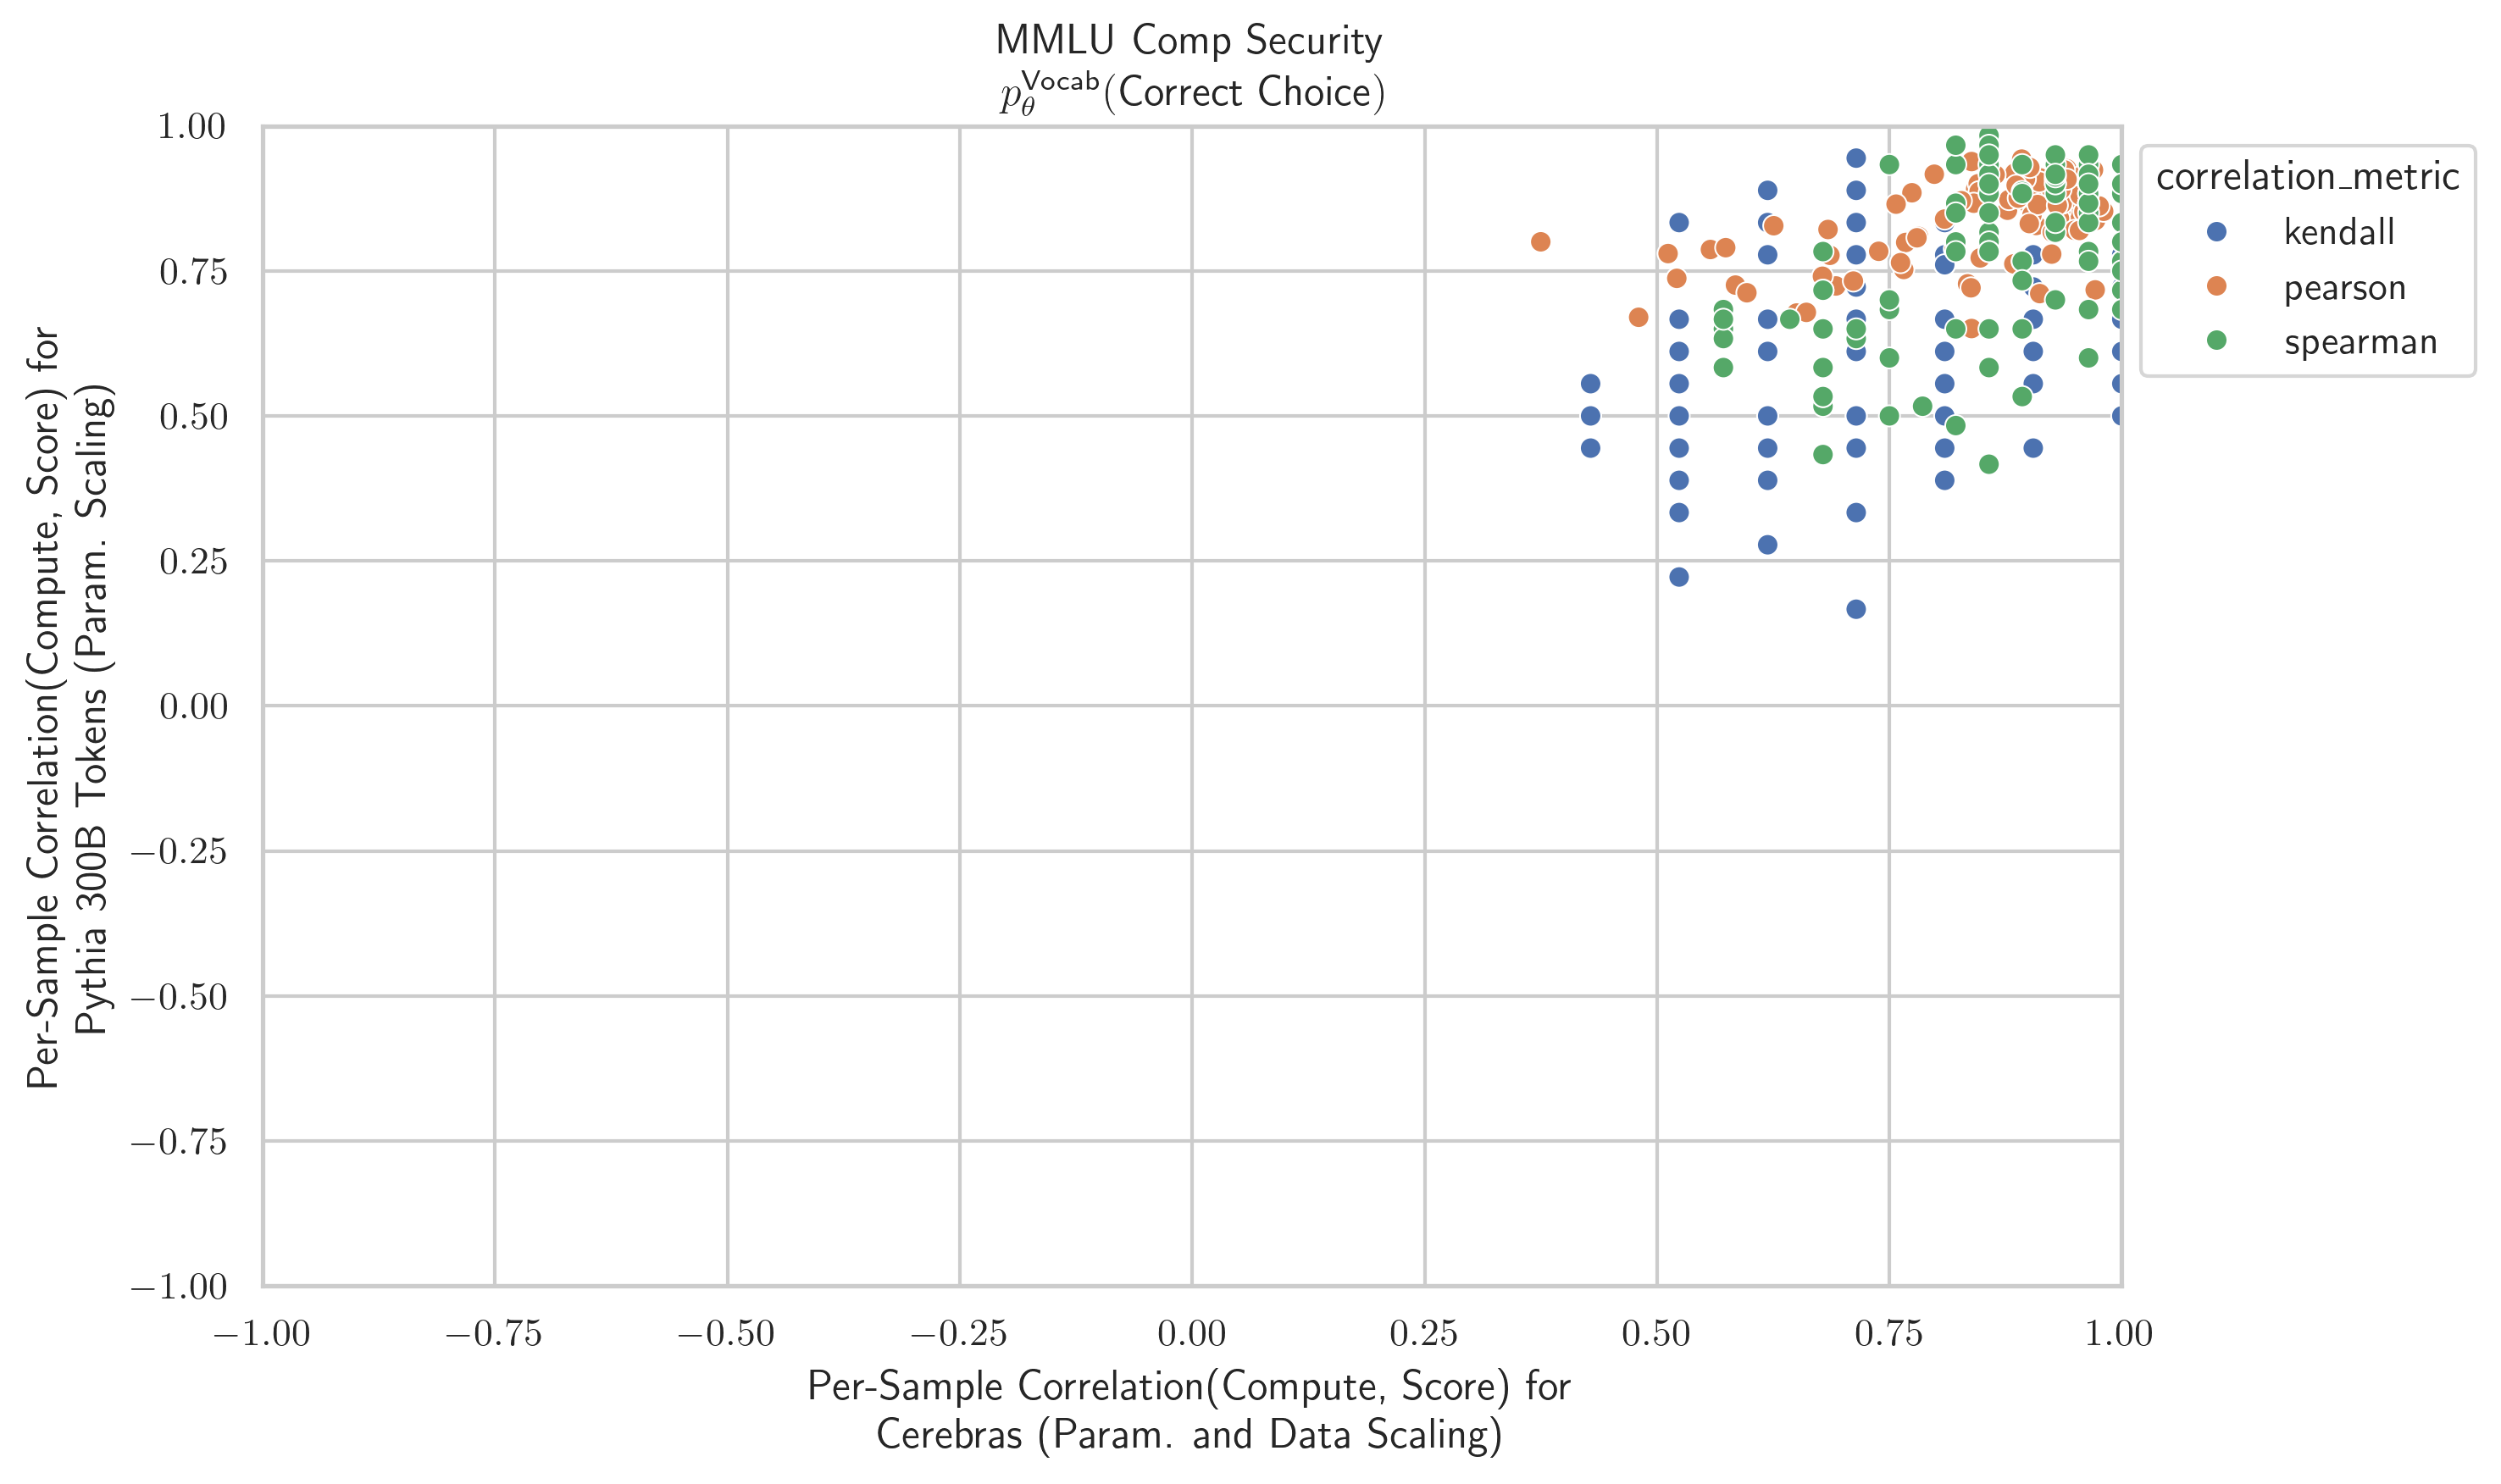 MMLU Comp Security
p_θ^Vocab(Correct Choice)
1.00
0.75
0.50
0.25
0.00
−0.25
−0.50
−0.75
−1.00
Per-Sample Correlation(Compute, Score) for
Pythia 300B Tokens (Param. Scaling)
correlation_metric
kendall
pearson
spearman
−1.00 −0.75 −0.50 −0.25 0.00 0.25 0.50 0.75 1.00
Per-Sample Correlation(Compute, Score) for
Cerebras (Param. and Data Scaling)